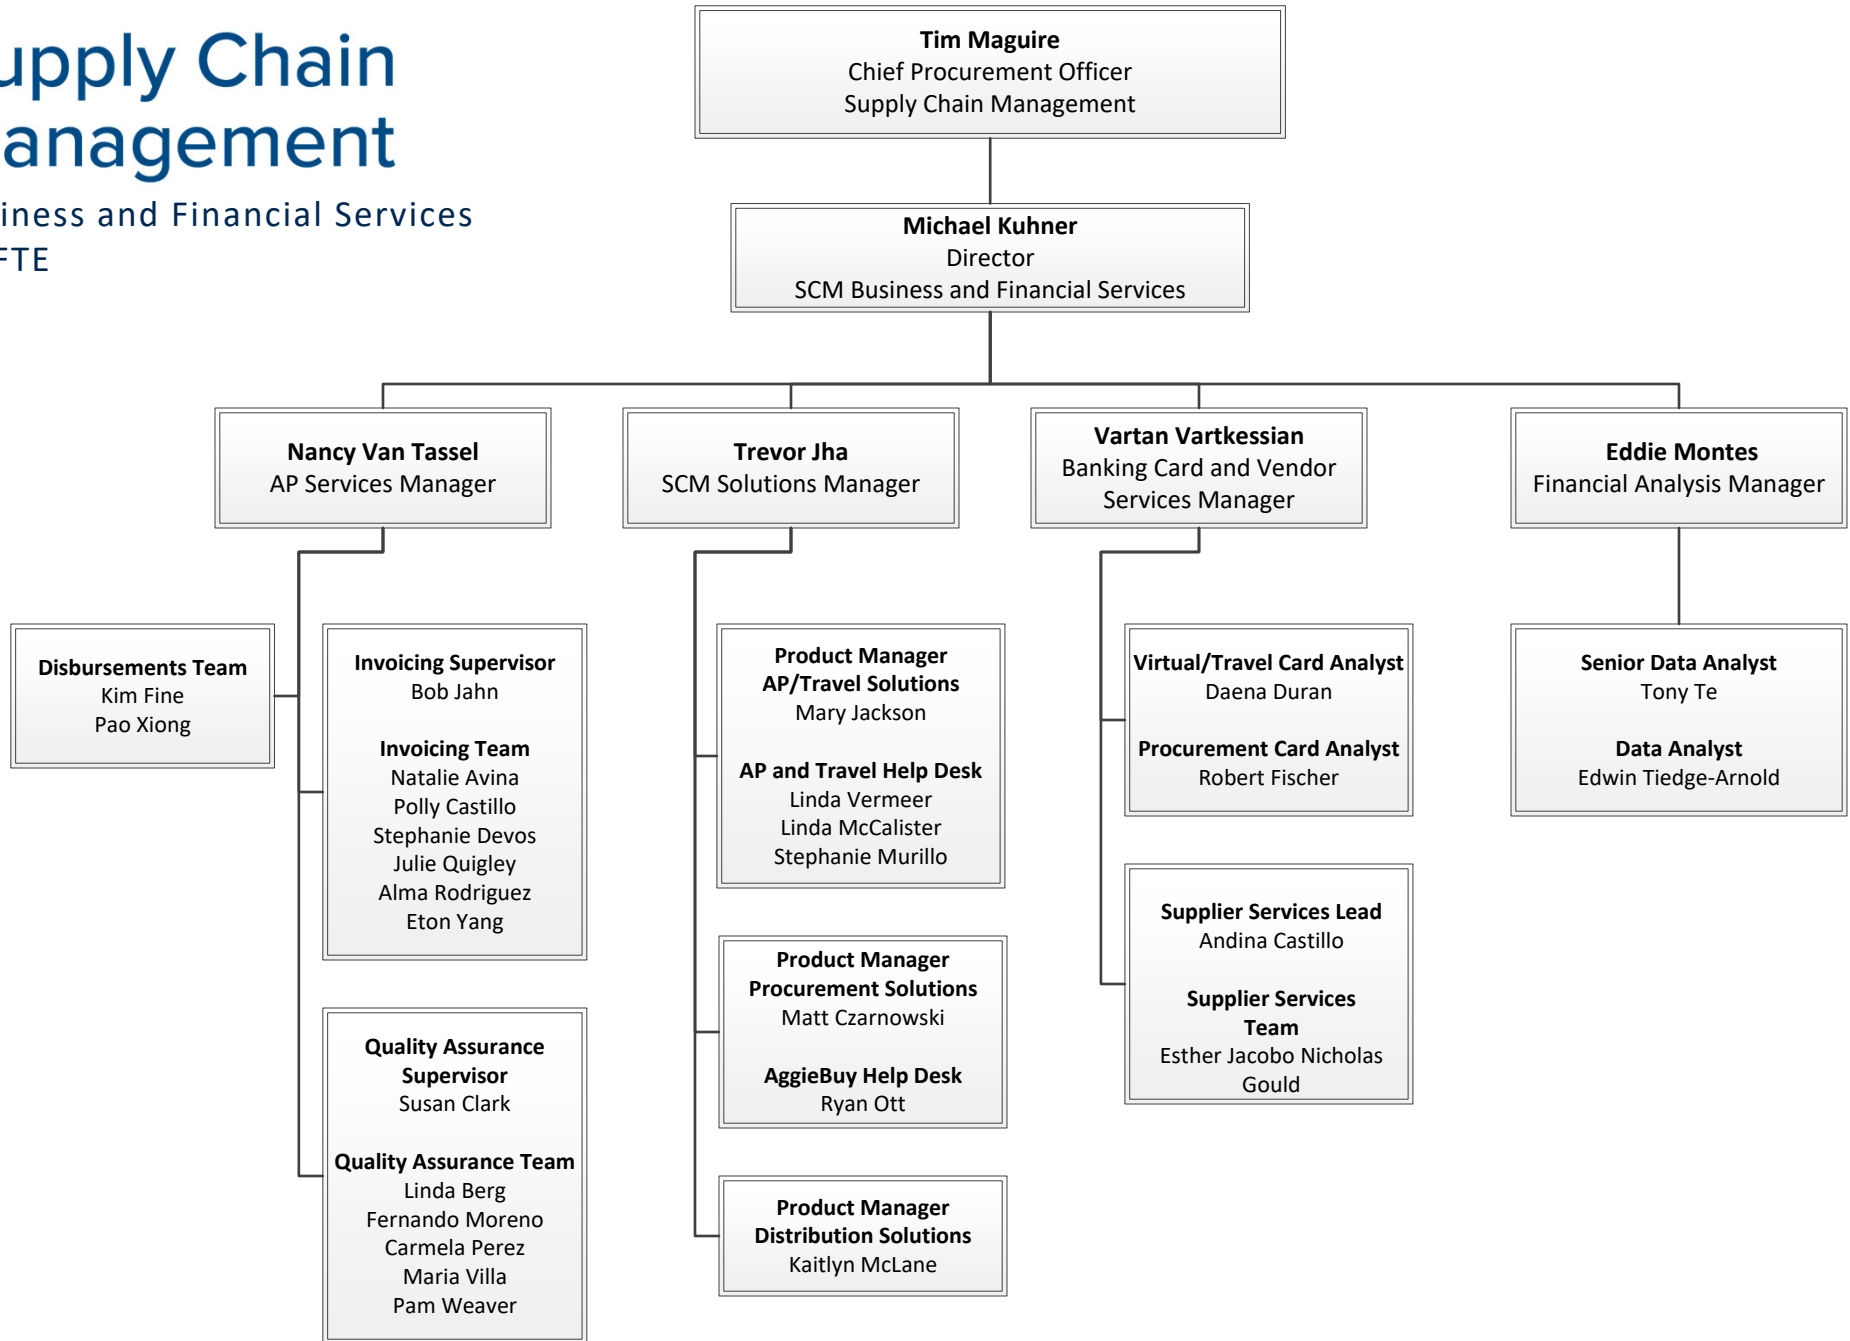 upply Chain
anagement
iness and Financial Services
FTE
Tim Maguire
Chief Procurement Officer
Supply Chain Management
Michael Kuhner
Director
SCM Business and Financial Services
Nancy Van Tassel
AP Services Manager
Trevor Jha
SCM Solutions Manager
Vartan Vartkessian
Banking Card and Vendor
Services Manager
Eddie Montes
Financial Analysis Manager
Disbursements Team
Kim Fine
Pao Xiong
Invoicing Supervisor
Bob Jahn
Invoicing Team
Natalie Avina
Polly Castillo
Stephanie Devos
Julie Quigley
Alma Rodriguez
Eton Yang
Quality Assurance
Supervisor
Susan Clark
Quality Assurance Team
Linda Berg
Fernando Moreno
Carmela Perez
Maria Villa
Pam Weaver
Product Manager
AP/Travel Solutions
Mary Jackson
AP and Travel Help Desk
Linda Vermeer
Linda McCalister
Stephanie Murillo
Product Manager
Procurement Solutions
Matt Czarnowski
AggieBuy Help Desk
Ryan Ott
Product Manager
Distribution Solutions
Kaitlyn McLane
Virtual/Travel Card Analyst
Daena Duran
Procurement Card Analyst
Robert Fischer
Supplier Services Lead
Andina Castillo
Supplier Services
Team
Esther Jacobo Nicholas
Gould
Senior Data Analyst
Tony Te
Data Analyst
Edwin Tiedge-Arnold